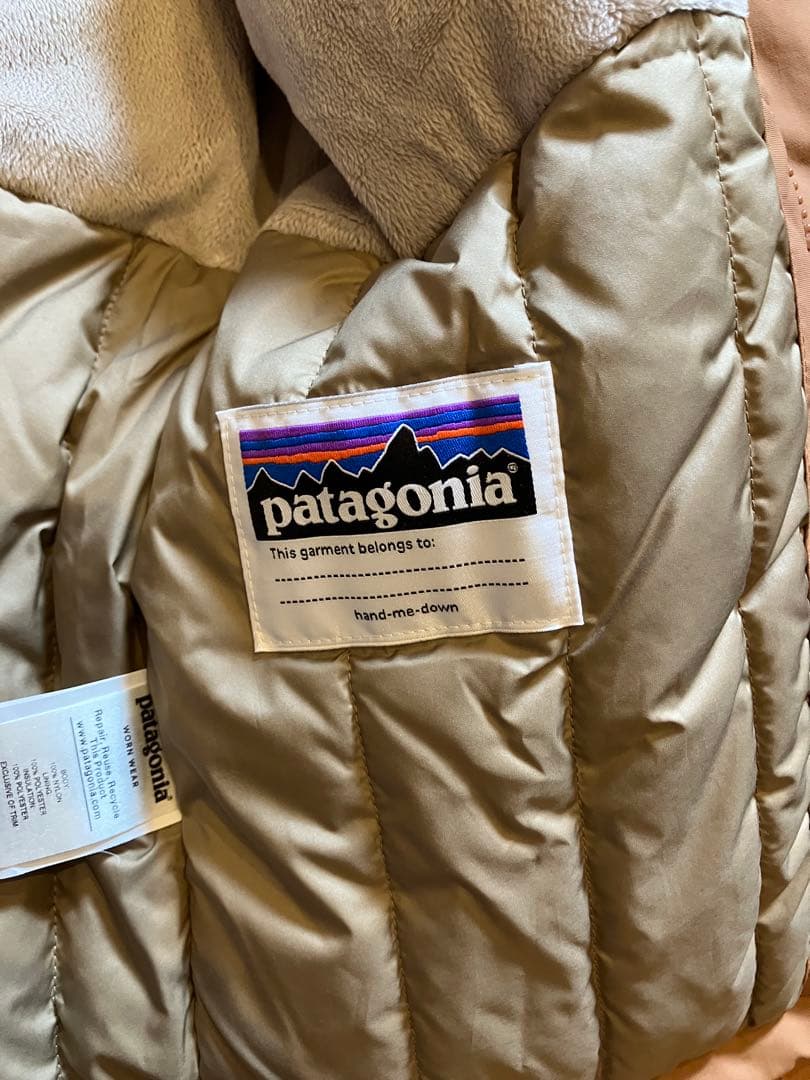 patagonia®
This garment belongs to:
hand-me-down
patagonia®
WORN WEAR
Repair, Reuse, Recycle
This Product
www.patagonia.com
BODY:
100% NYLON
LINING:
100% POLYESTER
INSULATION:
100% POLYESTER
EXCLUSIVE OF TRIM